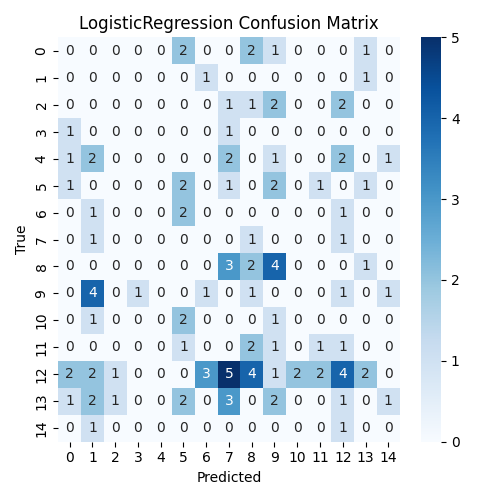 LogisticRegression Confusion Matrix
0 0 0 0 0 2 0 0 2 1 0 0 0 1 0
1 0 0 0 0 0 0 1 0 0 0 0 0 0 1 0
2 0 0 0 0 0 0 0 1 1 2 0 0 2 0 0
3 1 0 0 0 0 0 0 1 0 0 0 0 0 0 0
4 1 2 0 0 0 0 0 2 0 1 0 0 2 0 1
5 1 0 0 0 0 2 0 1 0 2 0 1 0 1 0
6 0 1 0 0 0 2 0 0 0 0 0 0 1 0 0
7 0 1 0 0 0 0 0 0 1 0 0 0 1 0 0
8 0 0 0 0 0 0 0 3 2 4 0 0 0 1 0
9 0 4 0 1 0 0 1 0 1 0 0 0 1 0 1
10 0 1 0 0 0 2 0 0 0 1 0 0 0 0 0
11 0 0 0 0 0 1 0 0 2 1 0 1 1 0 0
12 2 2 1 0 0 0 3 5 4 1 2 2 4 2 0
13 1 2 1 0 0 2 0 3 0 2 0 0 1 0 1
14 0 1 0 0 0 0 0 0 0 0 0 0 1 0 0
0 1 2 3 4 5 6 7 8 9 10 11 12 13 14
Predicted
True
5
4
3
2
1
0